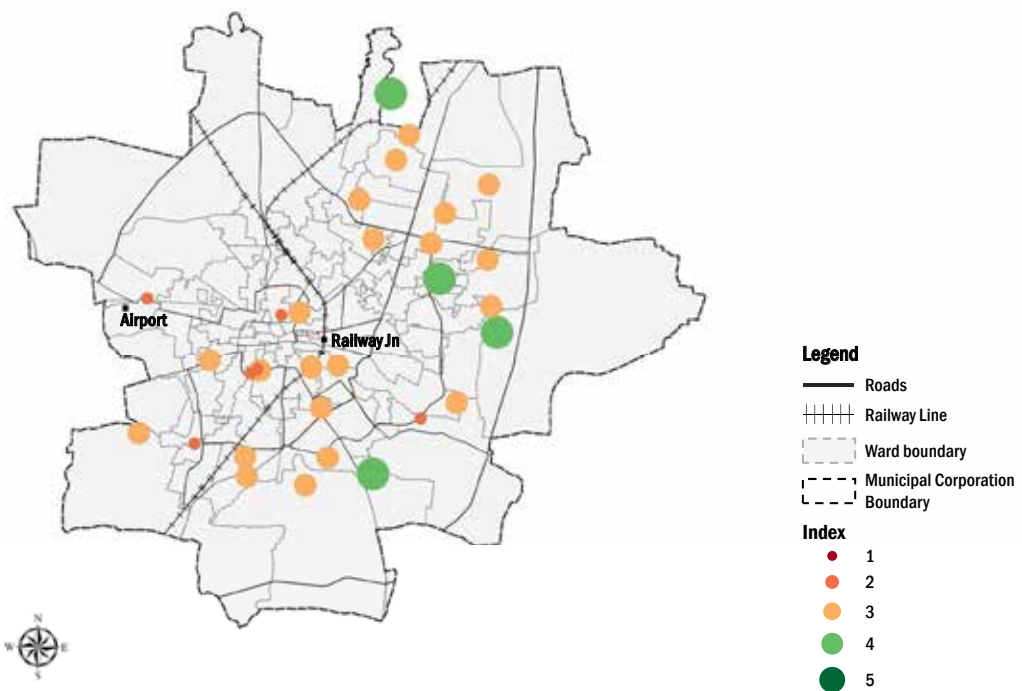 Airport
Railway Jn
Legend
Roads
Railway Line
Ward boundary
Municipal Corporation
Boundary
Index
1
2
3
4
5
N
W E
S